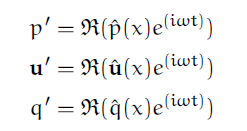 p′ = ℜ(p̂(x)e^(iωt))
𝐮′ = ℜ(𝐮̂(x)e^(iωt))
q′ = ℜ(q̂(x)e^(iωt))